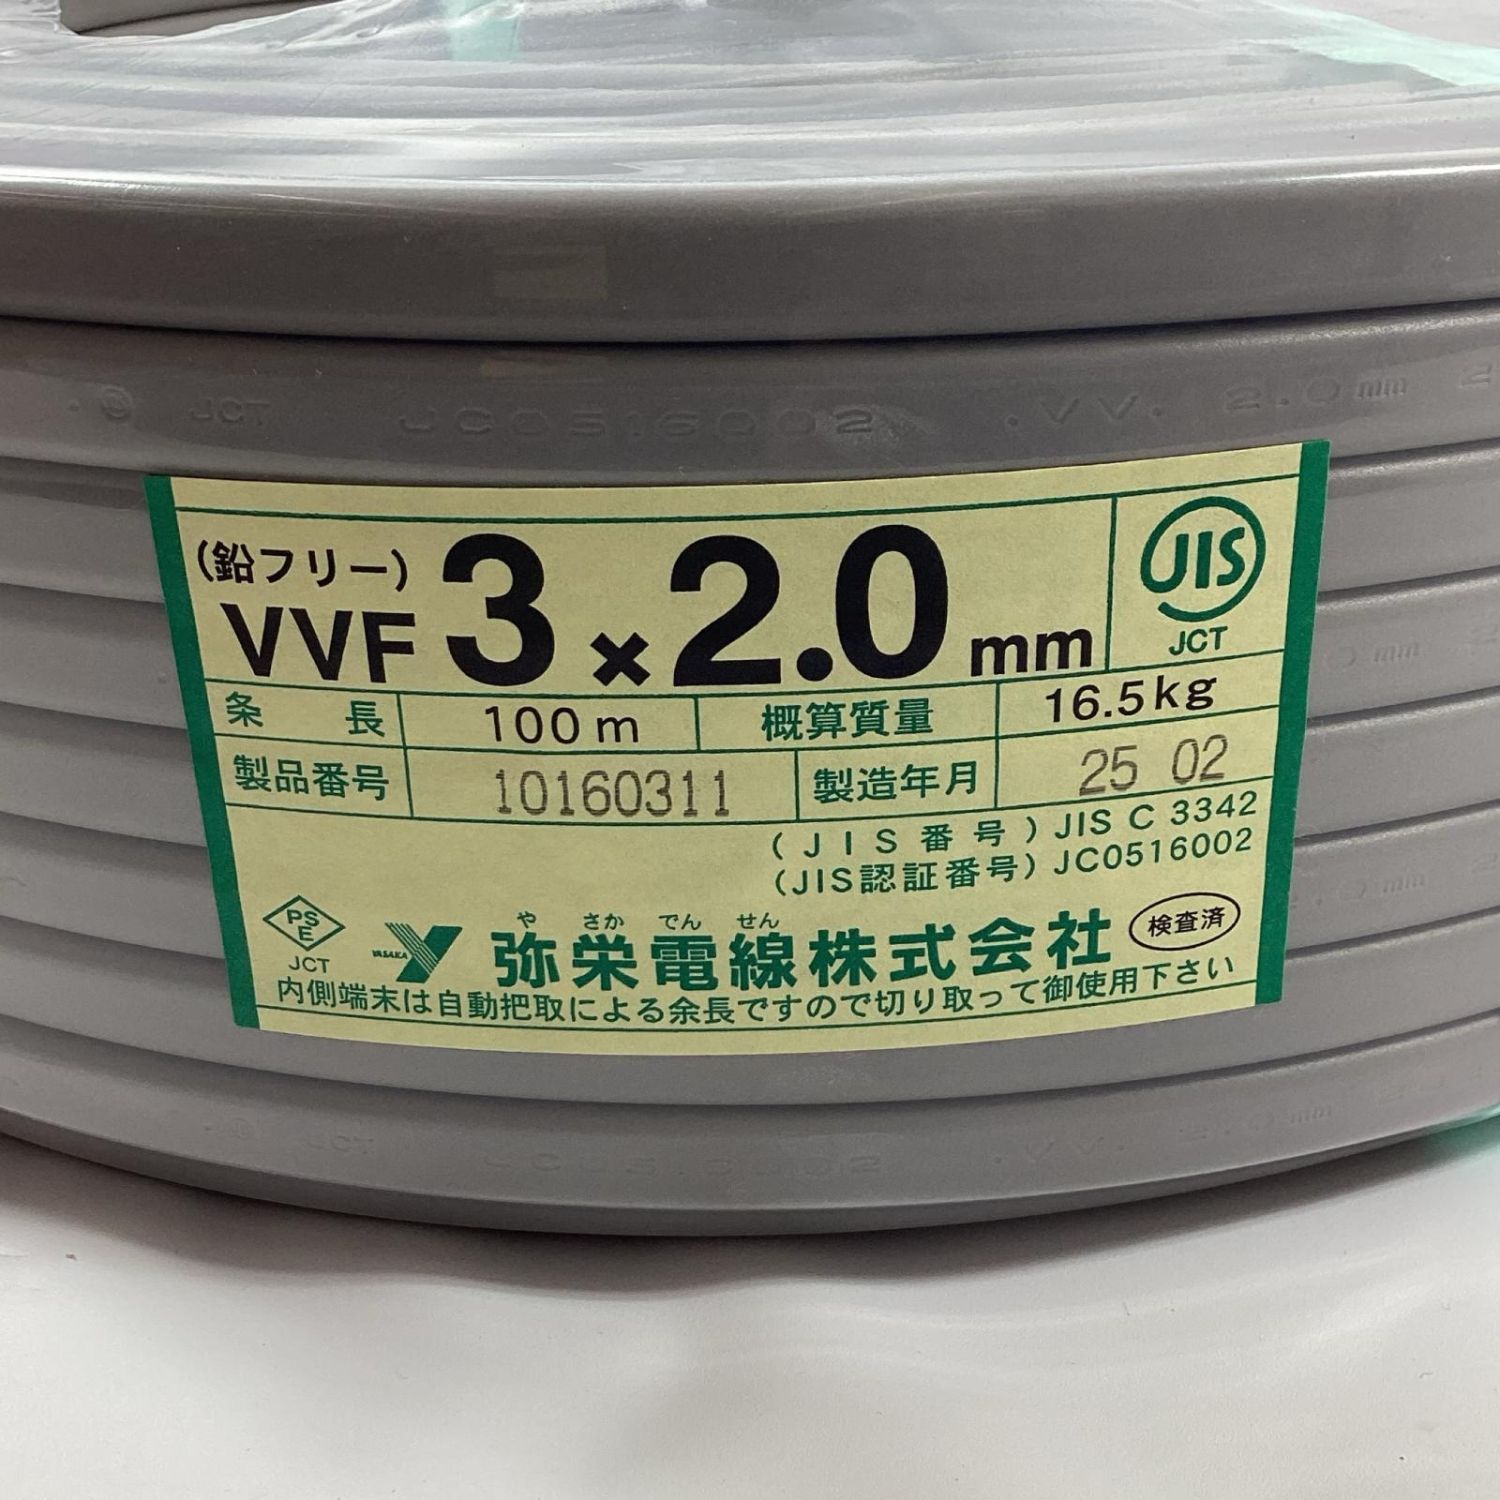 JCT JC0516002 .VV. 2.0mm
(鉛フリー)
VVF 3×2.0 mm
JIS
JCT
条長 100m 概算質量 16.5kg
製品番号 10160311 製造年月 25 02
(JIS番号) JIS C 3342
(JIS認証番号) JC0516002
PS
E
JCT
YASAKA
や さか でん せん
弥栄電線株式会社
検査済
内側端末は自動把取による余長ですので切り取って御使用下さい
JCT .VV.